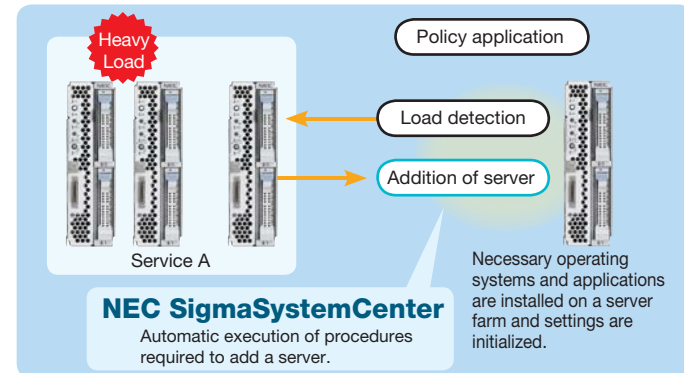 Heavy
Load
Policy application
Load detection
Addition of server
Service A
Necessary operating
systems and applications
are installed on a server
farm and settings are
initialized.
NEC SigmaSystemCenter
Automatic execution of procedures
required to add a server.